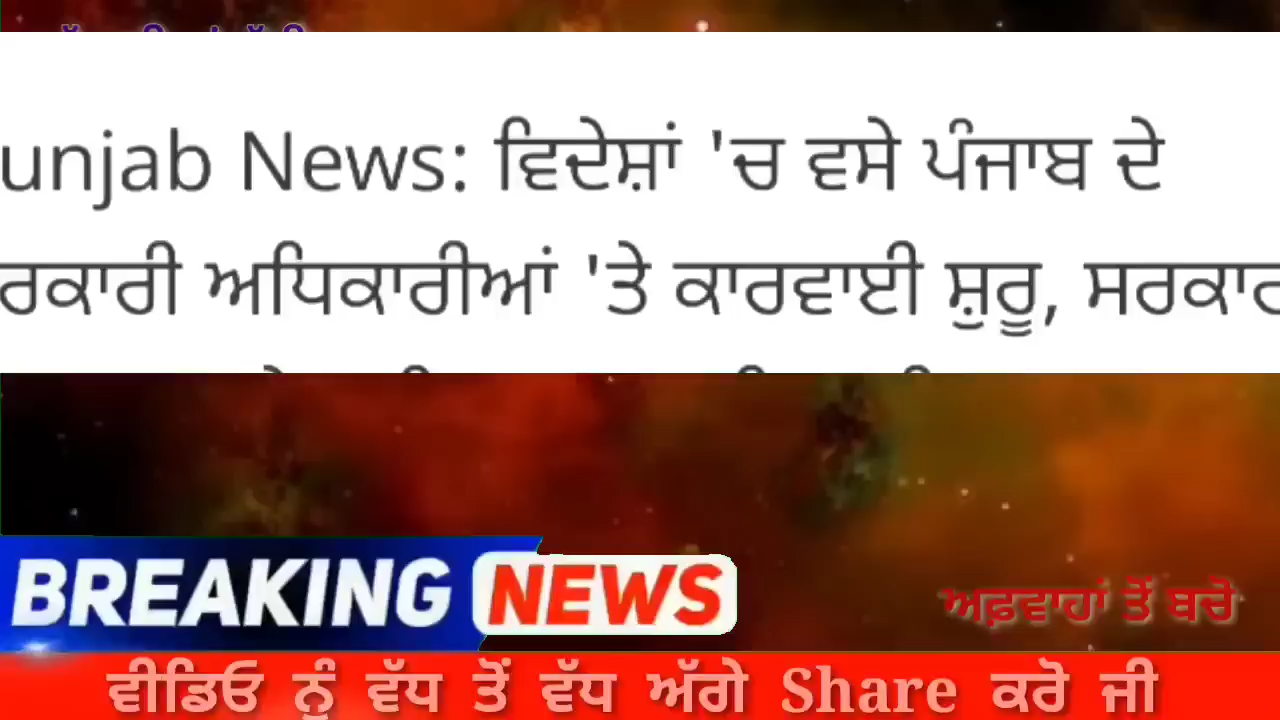 unjab News: ਵਿਦੇਸ਼ਾਂ 'ਚ ਵਸੇ ਪੰਜਾਬ ਦੇ
ਰਕਾਰੀ ਅਧਿਕਾਰੀਆਂ 'ਤੇ ਕਾਰਵਾਈ ਸ਼ੁਰੂ, ਸਰਕਾਰ
BREAKING NEWS
ਅਫ਼ਵਾਹਾਂ ਤੋਂ ਬਚੋ
ਵੀਡਿਓ ਨੂੰ ਵੱਧ ਤੋਂ ਵੱਧ ਅੱਗੇ Share ਕਰੋ ਜੀ